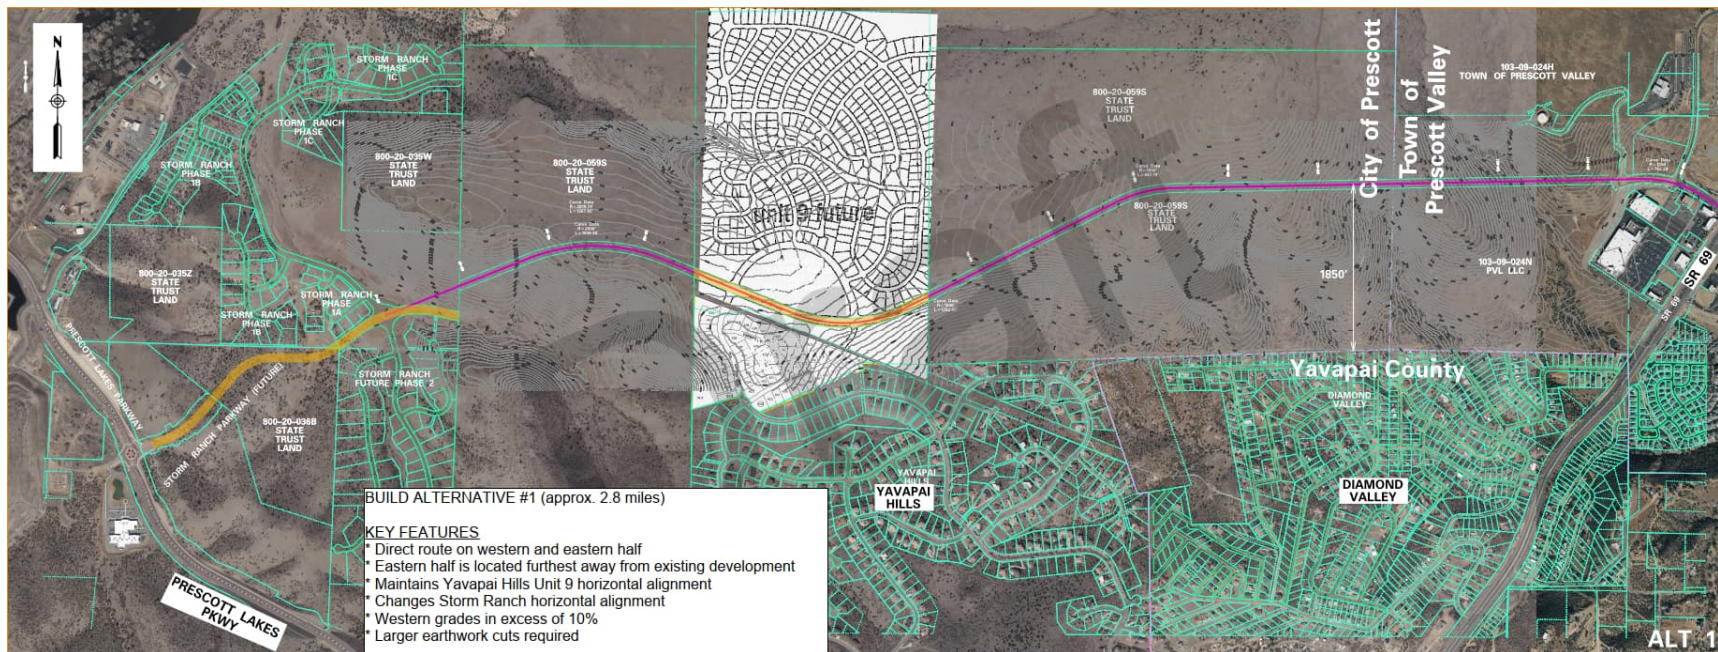 N
STORM RANCH
PHASE
1C
STORM RANCH
PHASE
1C
STORM RANCH
PHASE
1B
800-20-035W
STATE
TRUST
LAND
800-20-059S
STATE
TRUST
LAND
unit 9 future
800-20-059S
STATE
TRUST
LAND
City of Prescott
Town of
Prescott Valley
103-09-024H
TOWN OF PRESCOTT VALLEY
800-20-059S
STATE
TRUST
LAND
1850'
103-09-024N
PVL LLC
SR 69
SR 69
800-20-035Z
STATE
TRUST
LAND
STORM RANCH
PHASE
1A
STORM RANCH
PHASE
1B
PRESCOTT LAKES PARKWAY
STORM RANCH PARKWAY (FUTURE)
STORM RANCH
FUTURE PHASE 2
800-20-036B
STATE
TRUST
LAND
Yavapai County
DIAMOND
VALLEY
YAVAPAI
HILLS
YAVAPAI
HILLS
DIAMOND
VALLEY
PRESCOTT LAKES
PKWY
BUILD ALTERNATIVE #1 (approx. 2.8 miles)
KEY FEATURES
* Direct route on western and eastern half
* Eastern half is located furthest away from existing development
* Maintains Yavapai Hills Unit 9 horizontal alignment
* Changes Storm Ranch horizontal alignment
* Western grades in excess of 10%
* Larger earthwork cuts required
ALT 1